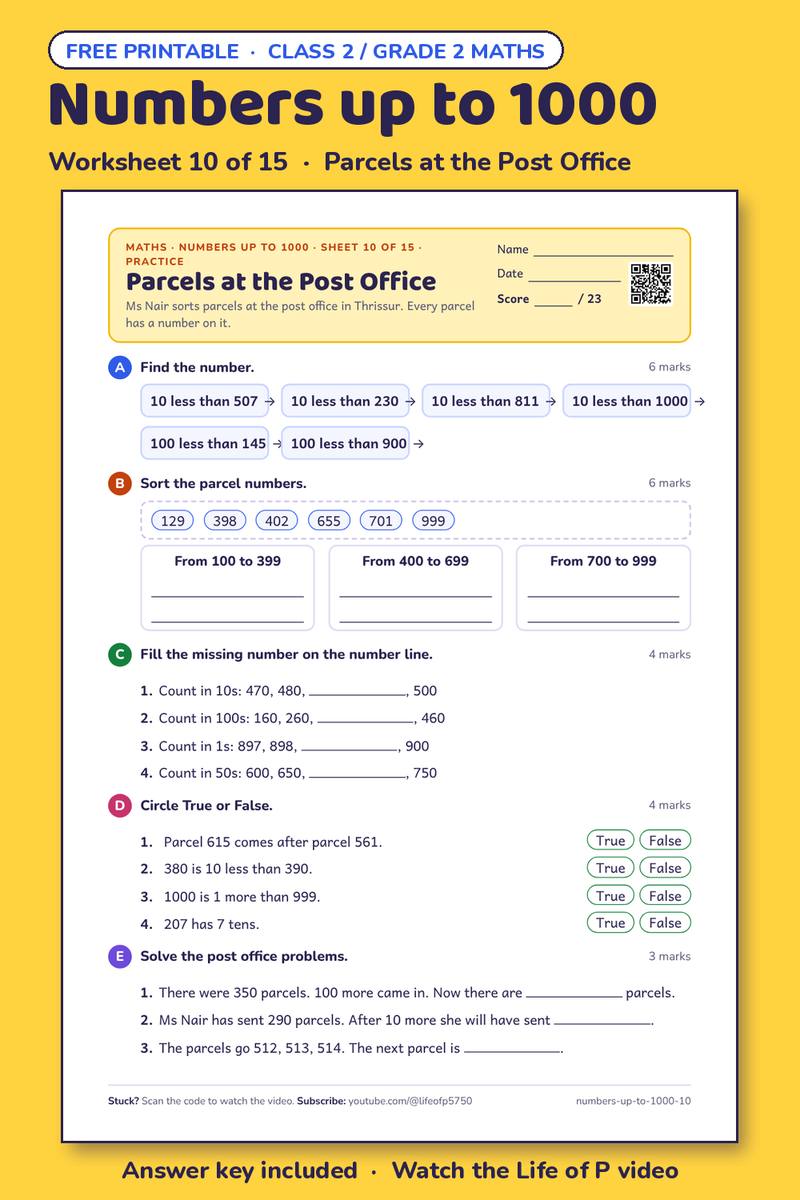 FREE PRINTABLE · CLASS 2 / GRADE 2 MATHS
Numbers up to 1000
Worksheet 10 of 15 · Parcels at the Post Office
MATHS · NUMBERS UP TO 1000 · SHEET 10 OF 15 ·
PRACTICE
Parcels at the Post Office
Ms Nair sorts parcels at the post office in Thrissur. Every parcel
has a number on it.
Name ______
Date ______
Score ______ / 23
A Find the number. 6 marks
10 less than 507 → 10 less than 230 → 10 less than 811 → 10 less than 1000 →
100 less than 145 → 100 less than 900 →
B Sort the parcel numbers. 6 marks
129 398 402 655 701 999
From 100 to 399 From 400 to 699 From 700 to 999
C Fill the missing number on the number line. 4 marks
1. Count in 10s: 470, 480, ______, 500
2. Count in 100s: 160, 260, ______, 460
3. Count in 1s: 897, 898, ______, 900
4. Count in 50s: 600, 650, ______, 750
D Circle True or False. 4 marks
1. Parcel 615 comes after parcel 561. True False
2. 380 is 10 less than 390. True False
3. 1000 is 1 more than 999. True False
4. 207 has 7 tens. True False
E Solve the post office problems. 3 marks
1. There were 350 parcels. 100 more came in. Now there are ______ parcels.
2. Ms Nair has sent 290 parcels. After 10 more she will have sent ______.
3. The parcels go 512, 513, 514. The next parcel is ______.
Stuck? Scan the code to watch the video. Subscribe: youtube.com/@lifeofp5750 numbers-up-to-1000-10
Answer key included · Watch the Life of P video